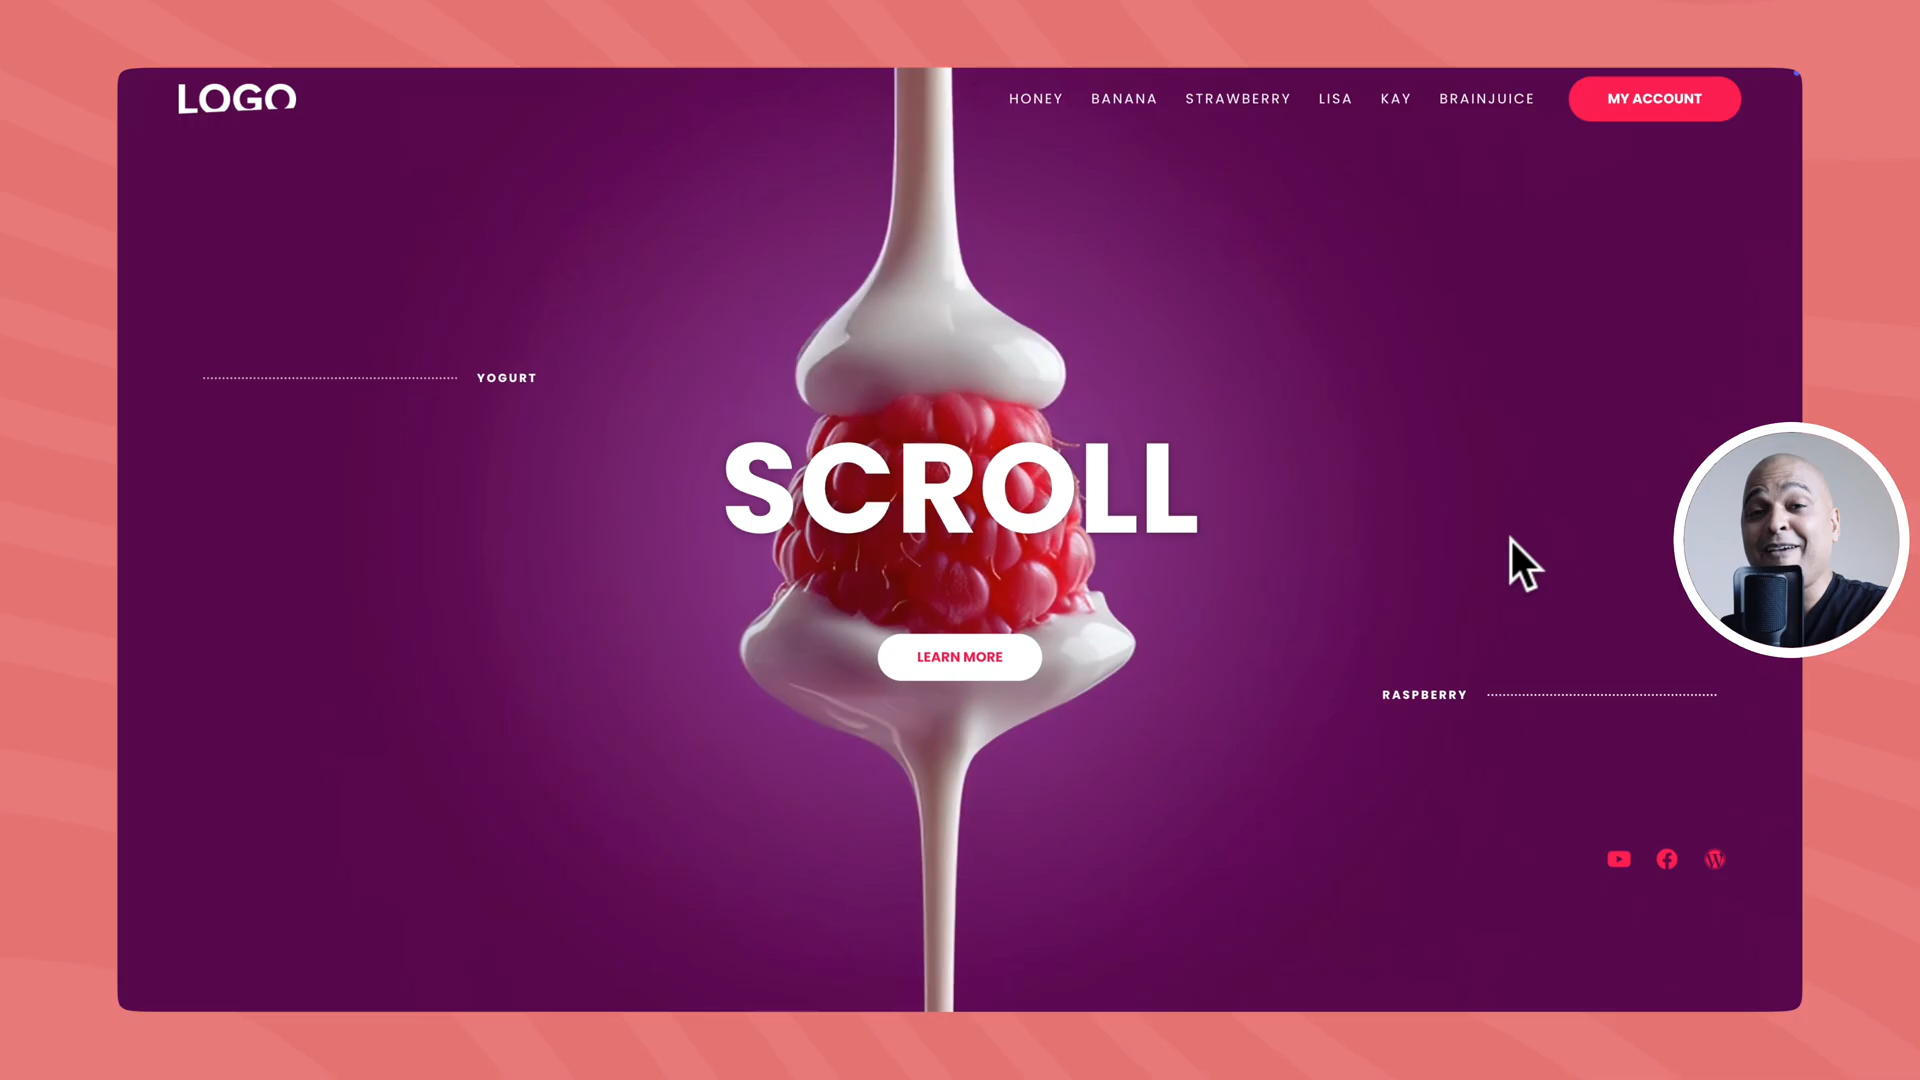 LOGO
HONEY BANANA STRAWBERRY LISA KAY BRAINJUICE MY ACCOUNT
YOGURT
SCROLL
LEARN MORE
RASPBERRY